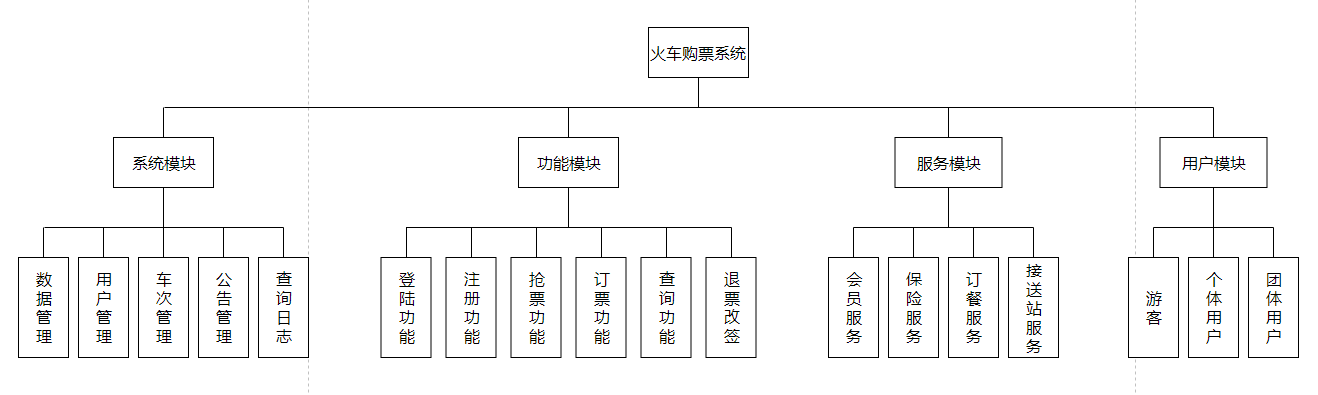 火车购票系统
系统模块
功能模块
服务模块
用户模块
数据管理
用户管理
车次管理
公告管理
查询日志
登陆功能
注册功能
抢票功能
订票功能
查询功能
退票改签
会员服务
保险服务
订餐服务
接送站服务
游客
个体用户
团体用户